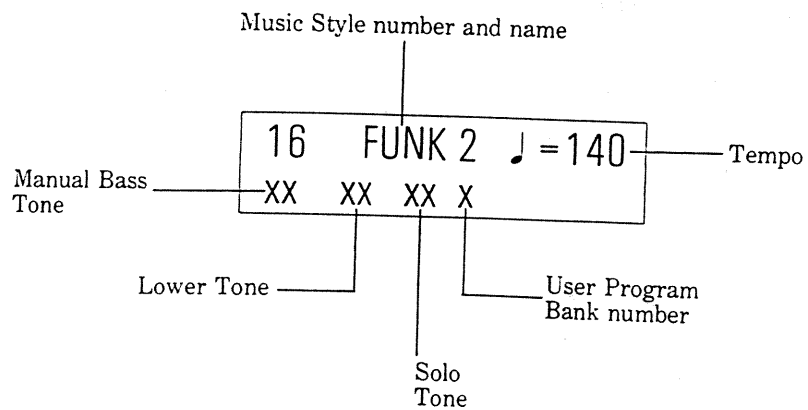 Music Style number and name
16 FUNK 2 ♩=140
Tempo
Manual Bass
Tone
XX XX XX X
Lower Tone
User Program
Bank number
Solo
Tone